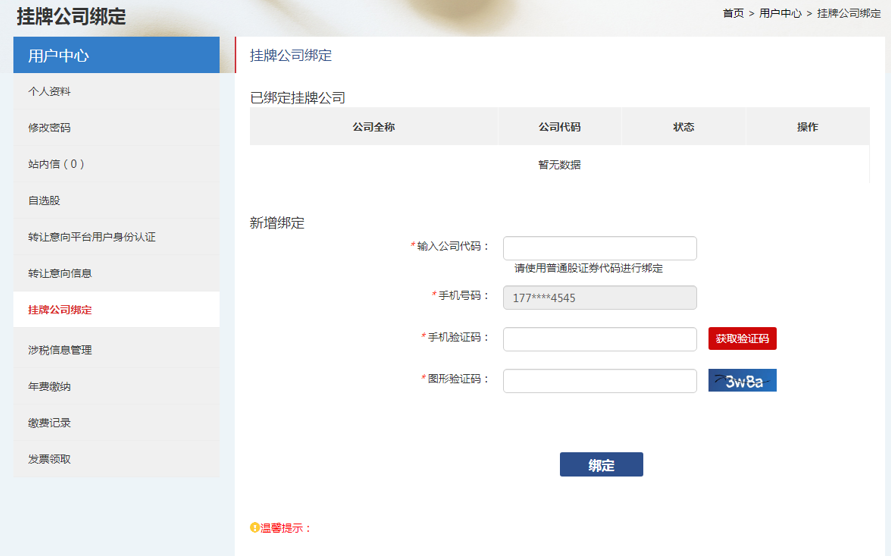 挂牌公司绑定
首页 > 用户中心 > 挂牌公司绑定
用户中心
个人资料
修改密码
站内信（0）
自选股
转让意向平台用户身份认证
转让意向信息
挂牌公司绑定
涉税信息管理
年费缴纳
缴费记录
发票领取
挂牌公司绑定
已绑定挂牌公司
公司全称 公司代码 状态 操作
暂无数据
新增绑定
*输入公司代码：
请使用普通股证券代码进行绑定
*手机号码： 177****4545
*手机验证码： 获取验证码
*图形验证码： 3w8a
绑定
温馨提示：